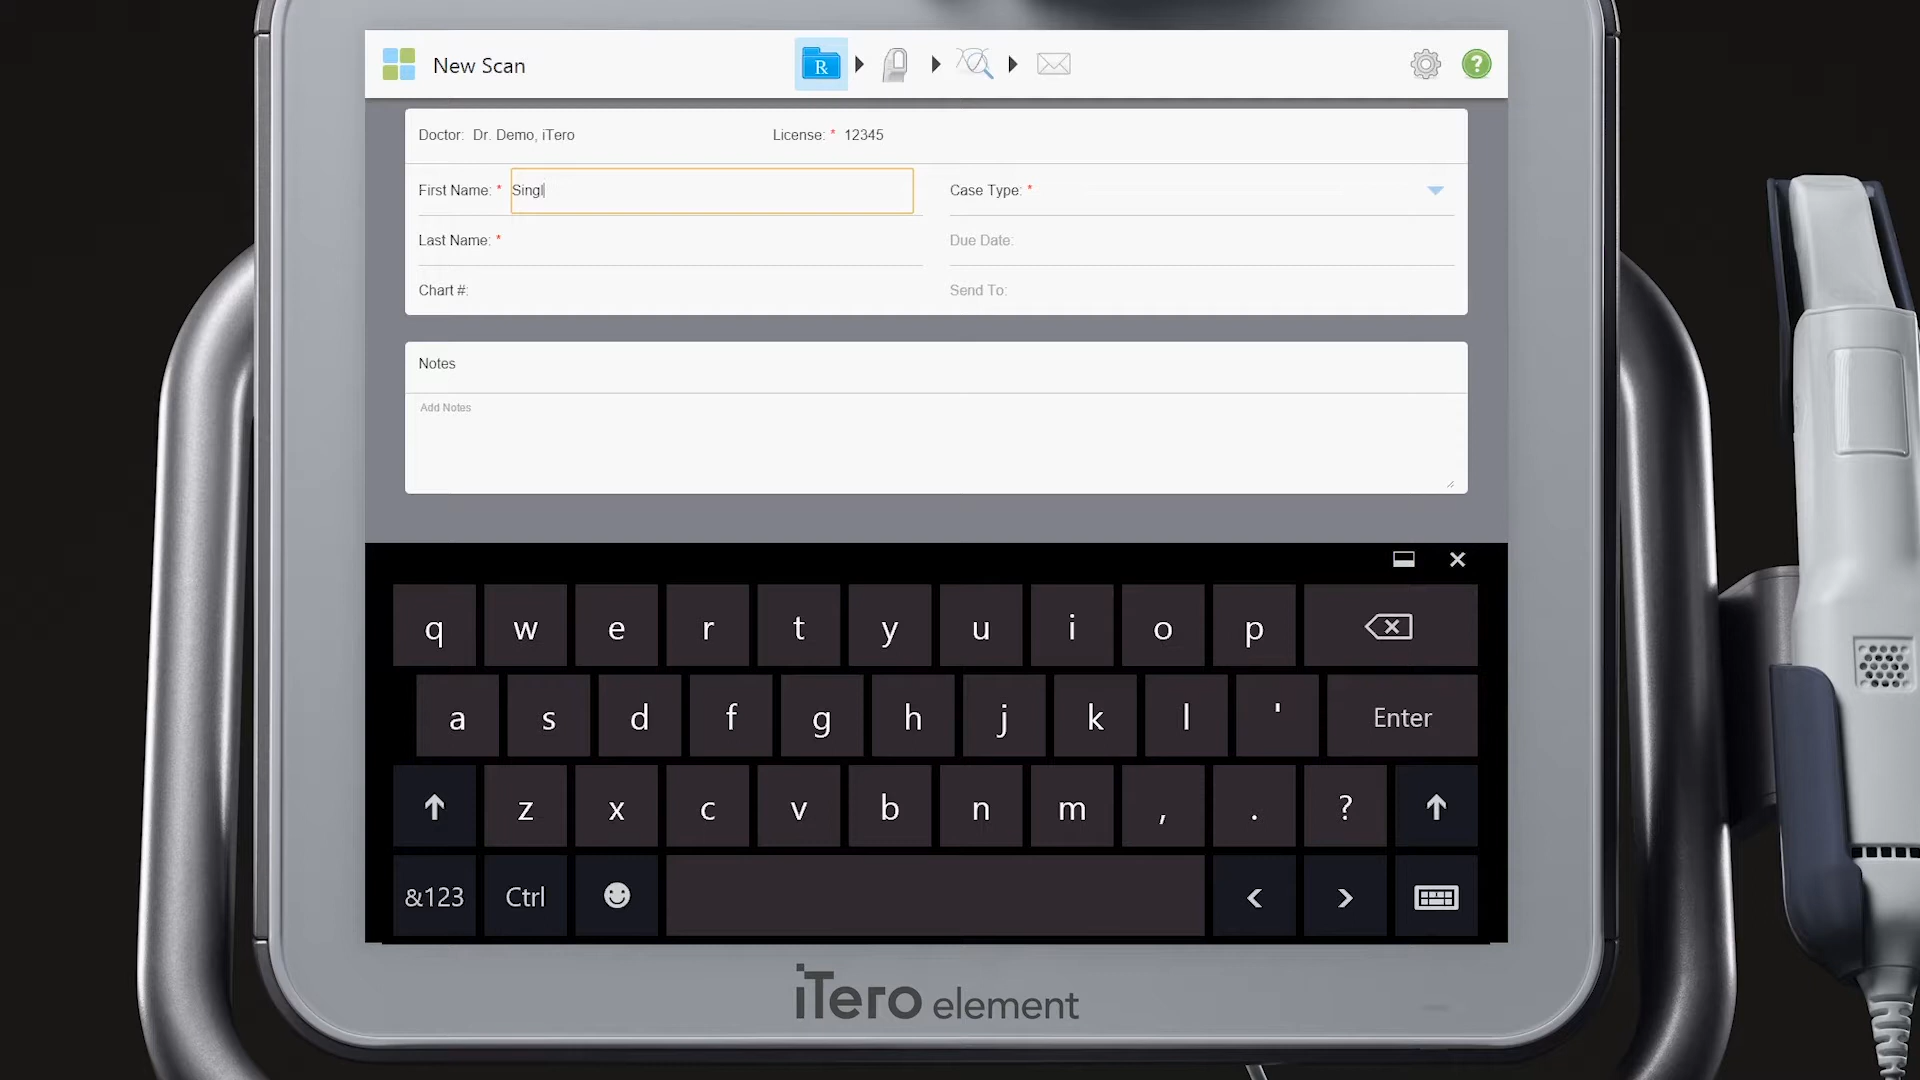 New Scan
R
?
Doctor: Dr. Demo, iTero License: * 12345
First Name: * Singl
Case Type: *
Last Name: *
Due Date:
Chart #:
Send To:
Notes
Add Notes
q w e r t y u i o p
a s d f g h j k l ' Enter
z x c v b n m , . ?
&123 Ctrl < >
iTero element